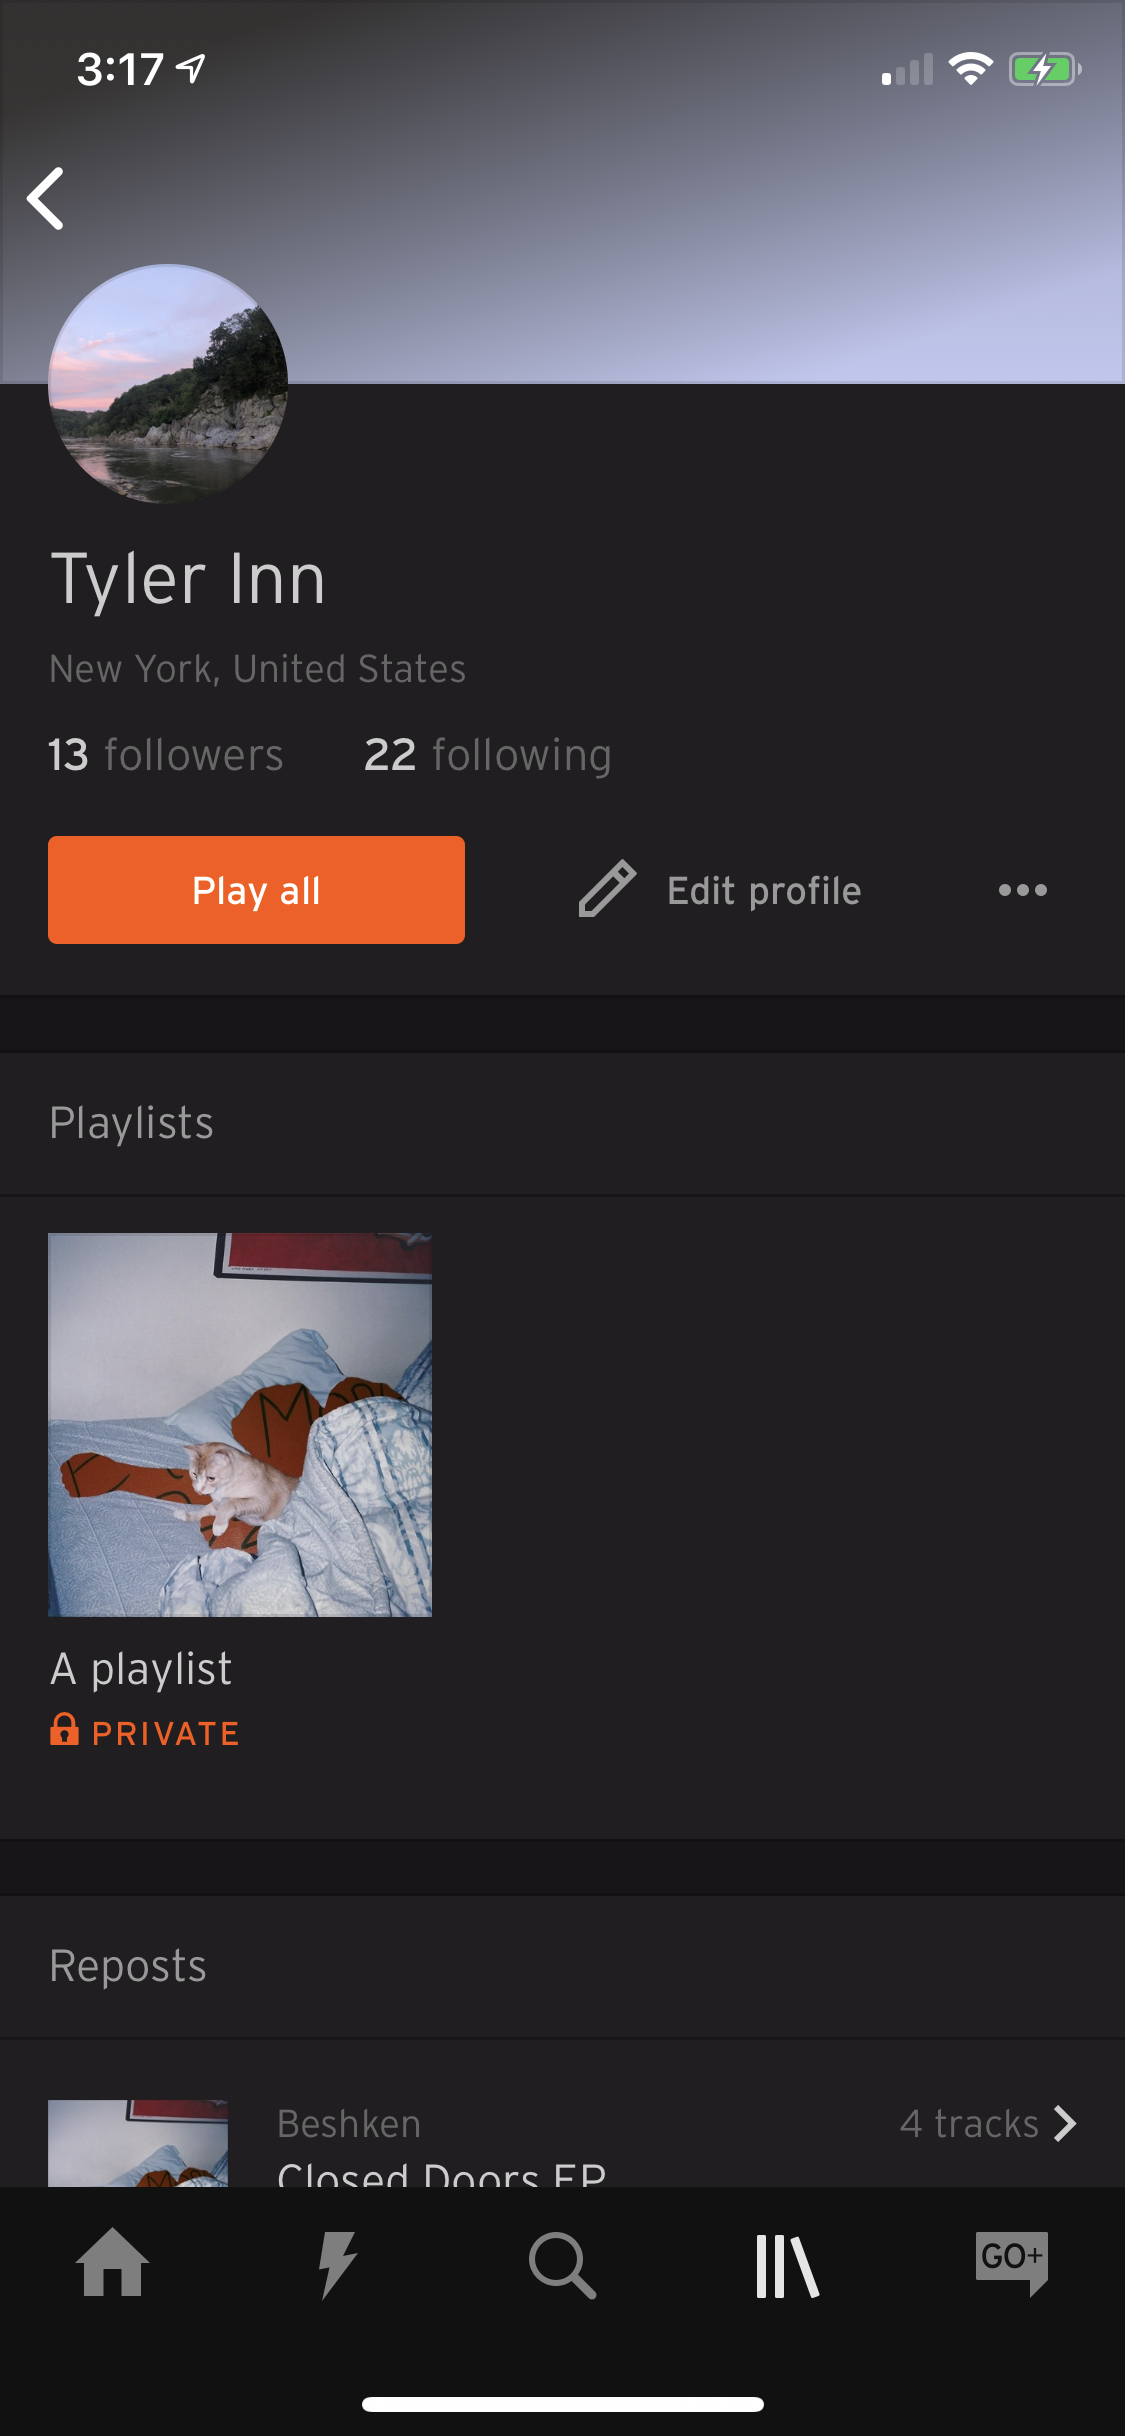 3:17
Tyler Inn
New York, United States
13 followers 22 following
Play all Edit profile
Playlists
A playlist
PRIVATE
Reposts
Beshken 4 tracks
Closed Doors EP
GO+